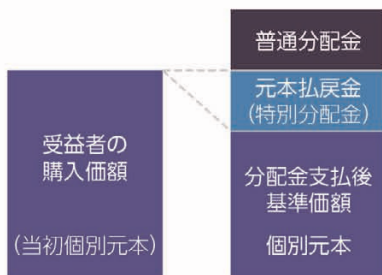 受益者の
購入価額
(当初個別元本)
普通分配金
元本払戻金
(特別分配金)
分配金支払後
基準価額
個別元本